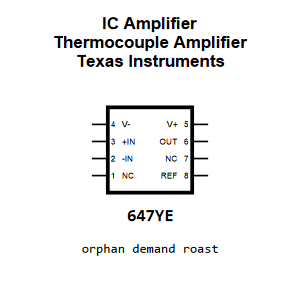 IC Amplifier
Thermocouple Amplifier
Texas Instruments
4 V- V+ 5
3 +IN OUT 6
2 -IN NC 7
1 NC REF 8
647YE
orphan demand roast